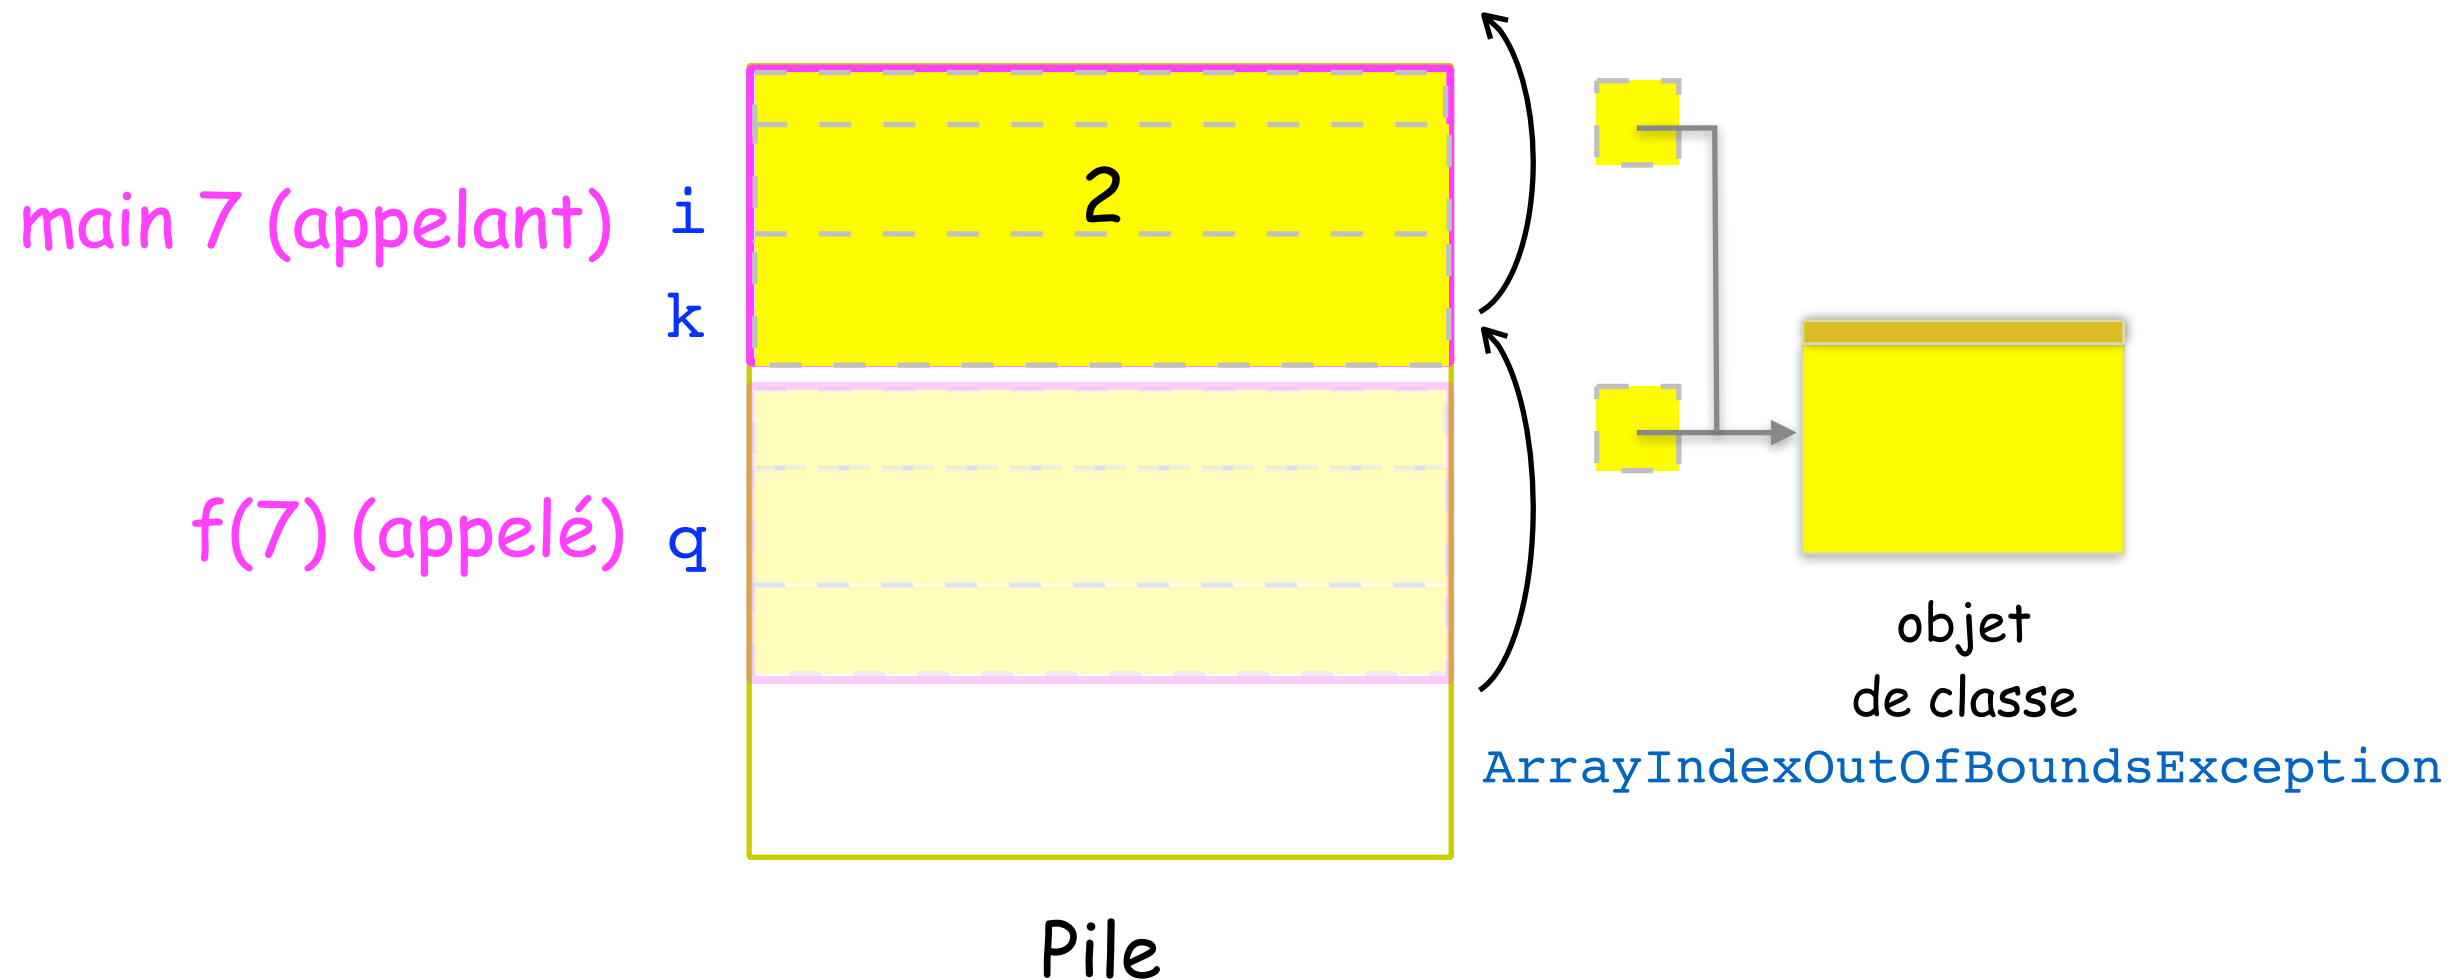 main 7 (appelant)
i
2
k
f(7) (appelé)
q
objet
de classe
ArrayIndexOutOfBoundsException
Pile